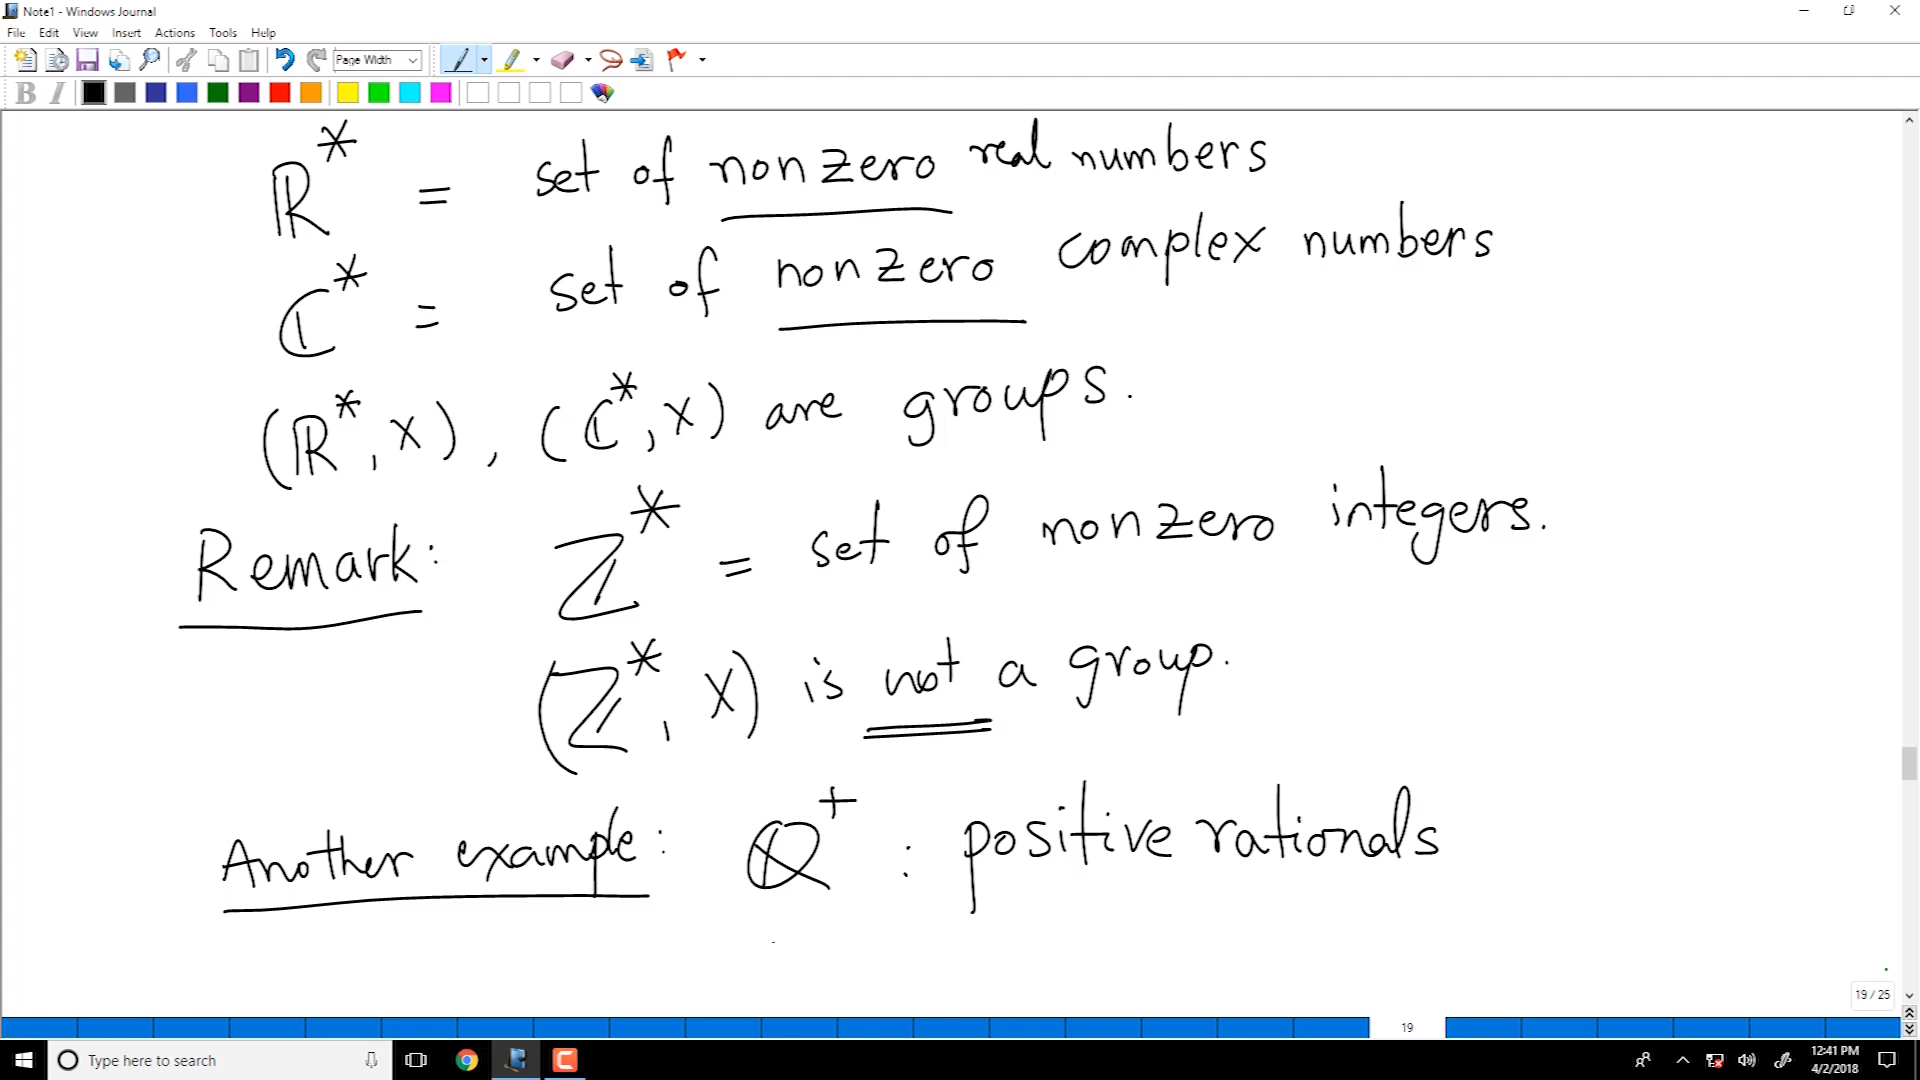 Note1 - Windows Journal
File Edit View Insert Actions Tools Help
Page Width
B I
ℝ* = set of nonzero real numbers
ℂ* = set of nonzero complex numbers
(ℝ*, ×), (ℂ*, ×) are groups.
Remark: ℤ* = set of nonzero integers.
(ℤ*, ×) is not a group.
Another example: ℚ⁺ : positive rationals
19 / 25
19
Type here to search
12:41 PM
4/2/2018